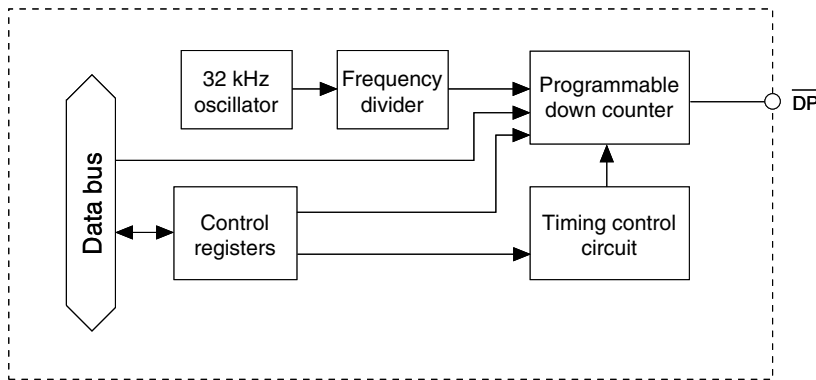 32 kHz
oscillator
Frequency
divider
Programmable
down counter
DP
Data bus
Control
registers
Timing control
circuit